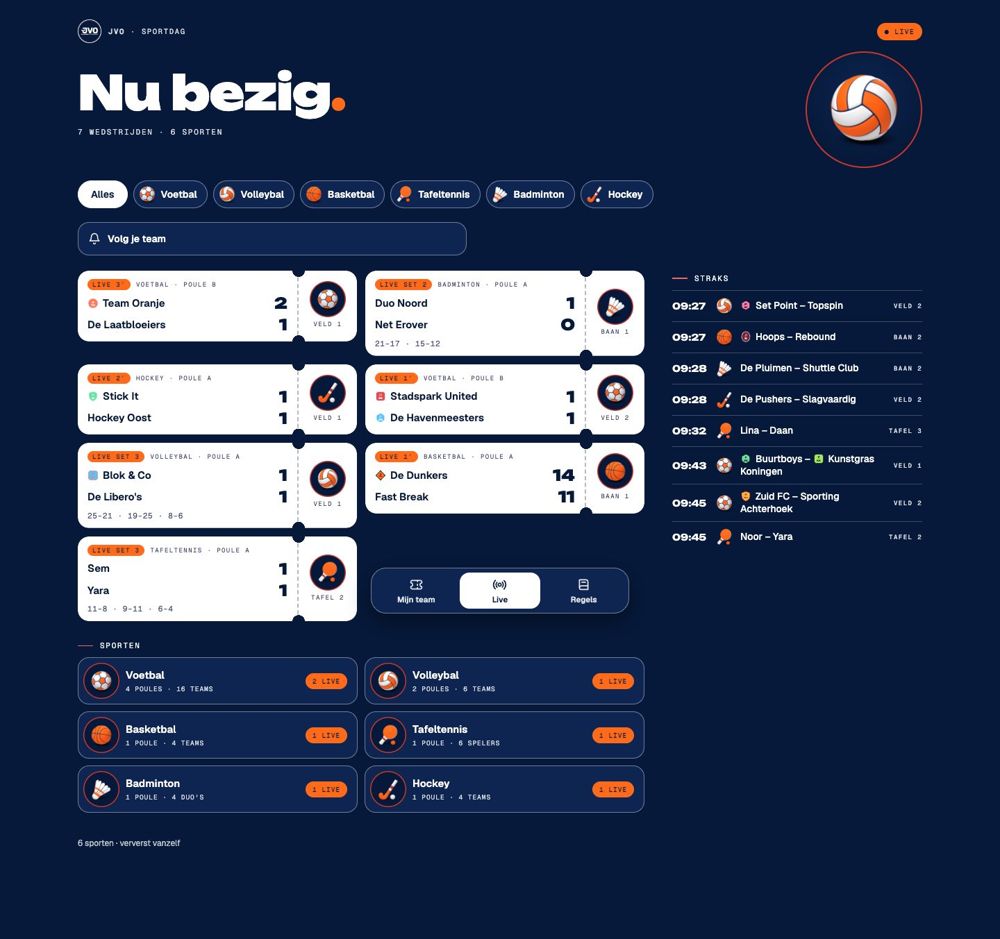 JVO
JVO · SPORTDAG
● LIVE
Nu bezig.
7 WEDSTRIJDEN · 6 SPORTEN
Alles
Voetbal
Volleybal
Basketbal
Tafeltennis
Badminton
Hockey
Volg je team
LIVE 3' VOETBAL · POULE B
Team Oranje 2
De Laatbloeiers 1
VELD 1
LIVE SET 2 BADMINTON · POULE A
Duo Noord 1
Net Erover 0
21–17 · 15–12
BAAN 1
LIVE 2' HOCKEY · POULE A
Stick It 1
Hockey Oost 1
VELD 1
LIVE 1' VOETBAL · POULE B
Stadspark United 1
De Havenmeesters 1
VELD 2
LIVE SET 3 VOLLEYBAL · POULE A
Blok & Co 1
De Libero's 1
25–21 · 19–25 · 8–6
VELD 1
LIVE 1' BASKETBAL · POULE A
De Dunkers 14
Fast Break 11
BAAN 1
LIVE SET 3 TAFELTENNIS · POULE A
Sem 1
Yara 1
11–8 · 9–11 · 6–4
TAFEL 2
Mijn team
Live
Regels
STRAKS
09:27 Set Point – Topspin VELD 2
09:27 Hoops – Rebound BAAN 2
09:28 De Pluimen – Shuttle Club BAAN 2
09:28 De Pushers – Slagvaardig VELD 2
09:32 Lina – Daan TAFEL 3
09:43 Buurtboys – Kunstgras
Koningen VELD 1
09:45 Zuid FC – Sporting
Achterhoek VELD 2
09:45 Noor – Yara TAFEL 2
SPORTEN
Voetbal
4 POULES · 16 TEAMS
2 LIVE
Volleybal
2 POULES · 6 TEAMS
1 LIVE
Basketbal
1 POULE · 4 TEAMS
1 LIVE
Tafeltennis
1 POULE · 6 SPELERS
1 LIVE
Badminton
1 POULE · 4 DUO'S
1 LIVE
Hockey
1 POULE · 4 TEAMS
1 LIVE
6 sporten · ververst vanzelf